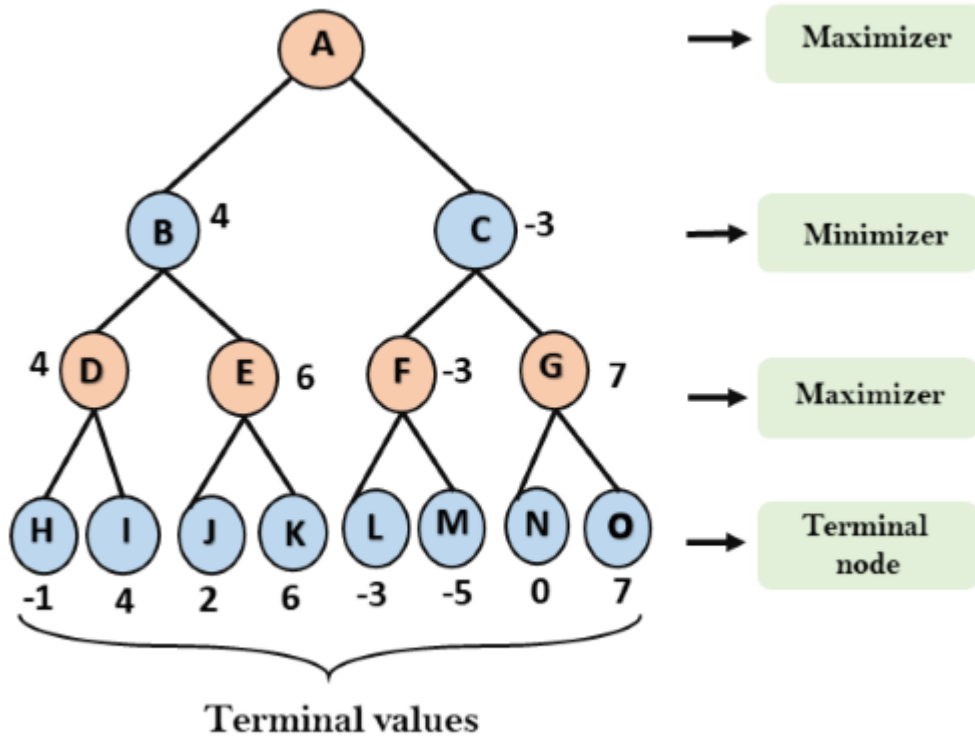 A
Maximizer
B 4 C -3
Minimizer
4 D E 6 F -3 G 7
Maximizer
H I J K L M N O
Terminal
node
-1 4 2 6 -3 -5 0 7
Terminal values